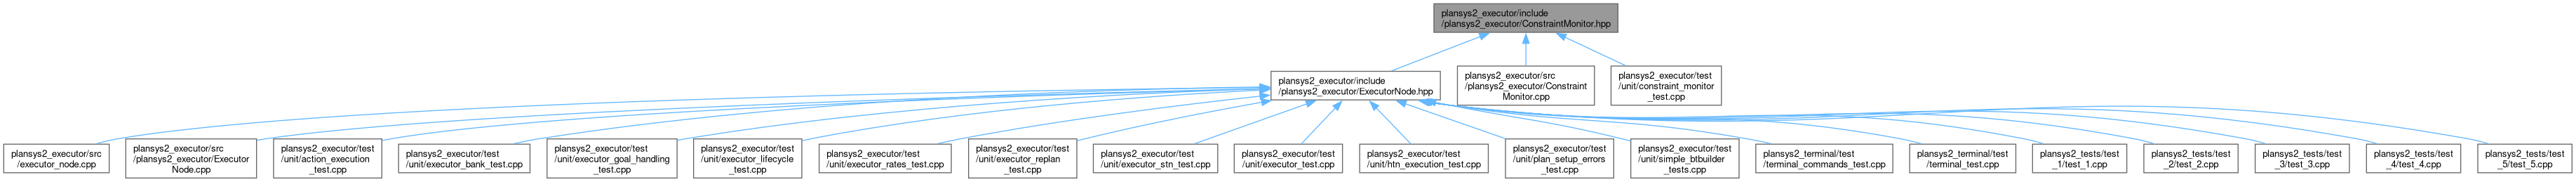 plansys2_executor/include
/plansys2_executor/ConstraintMonitor.hpp
plansys2_executor/include
/plansys2_executor/ExecutorNode.hpp
plansys2_executor/src
/plansys2_executor/Constraint
Monitor.cpp
plansys2_executor/test
/unit/constraint_monitor
_test.cpp
plansys2_executor/src
/executor_node.cpp
plansys2_executor/src
/plansys2_executor/Executor
Node.cpp
plansys2_executor/test
/unit/action_execution
_test.cpp
plansys2_executor/test
/unit/executor_bank_test.cpp
plansys2_executor/test
/unit/executor_goal_handling
_test.cpp
plansys2_executor/test
/unit/executor_lifecycle
_test.cpp
plansys2_executor/test
/unit/executor_rates_test.cpp
plansys2_executor/test
/unit/executor_replan
_test.cpp
plansys2_executor/test
/unit/executor_stn_test.cpp
plansys2_executor/test
/unit/executor_test.cpp
plansys2_executor/test
/unit/htn_execution_test.cpp
plansys2_executor/test
/unit/plan_setup_errors
_test.cpp
plansys2_executor/test
/unit/simple_btbuilder
_tests.cpp
plansys2_terminal/test
/terminal_commands_test.cpp
plansys2_terminal/test
/terminal_test.cpp
plansys2_tests/test
_1/test_1.cpp
plansys2_tests/test
_2/test_2.cpp
plansys2_tests/test
_3/test_3.cpp
plansys2_tests/test
_4/test_4.cpp
plansys2_tests/test
_5/test_5.cpp